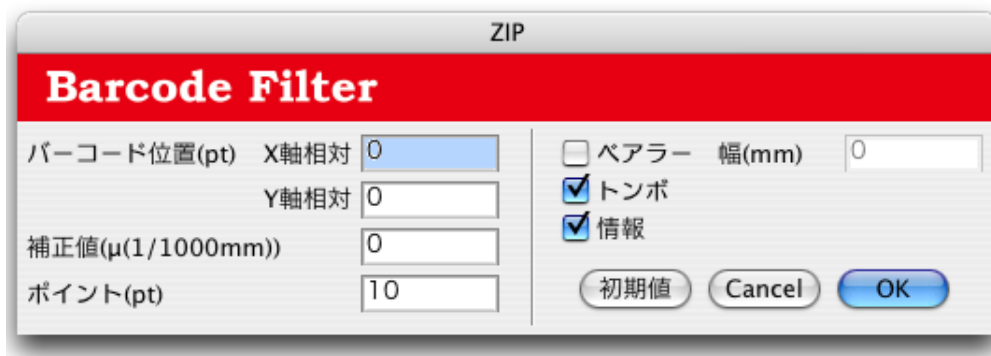 ZIP
Barcode Filter
バーコード位置(pt) X軸相対 0
Y軸相対 0
補正値(μ(1/1000mm)) 0
ポイント(pt) 10
ベアラー 幅(mm) 0
トンボ
情報
初期値 Cancel OK